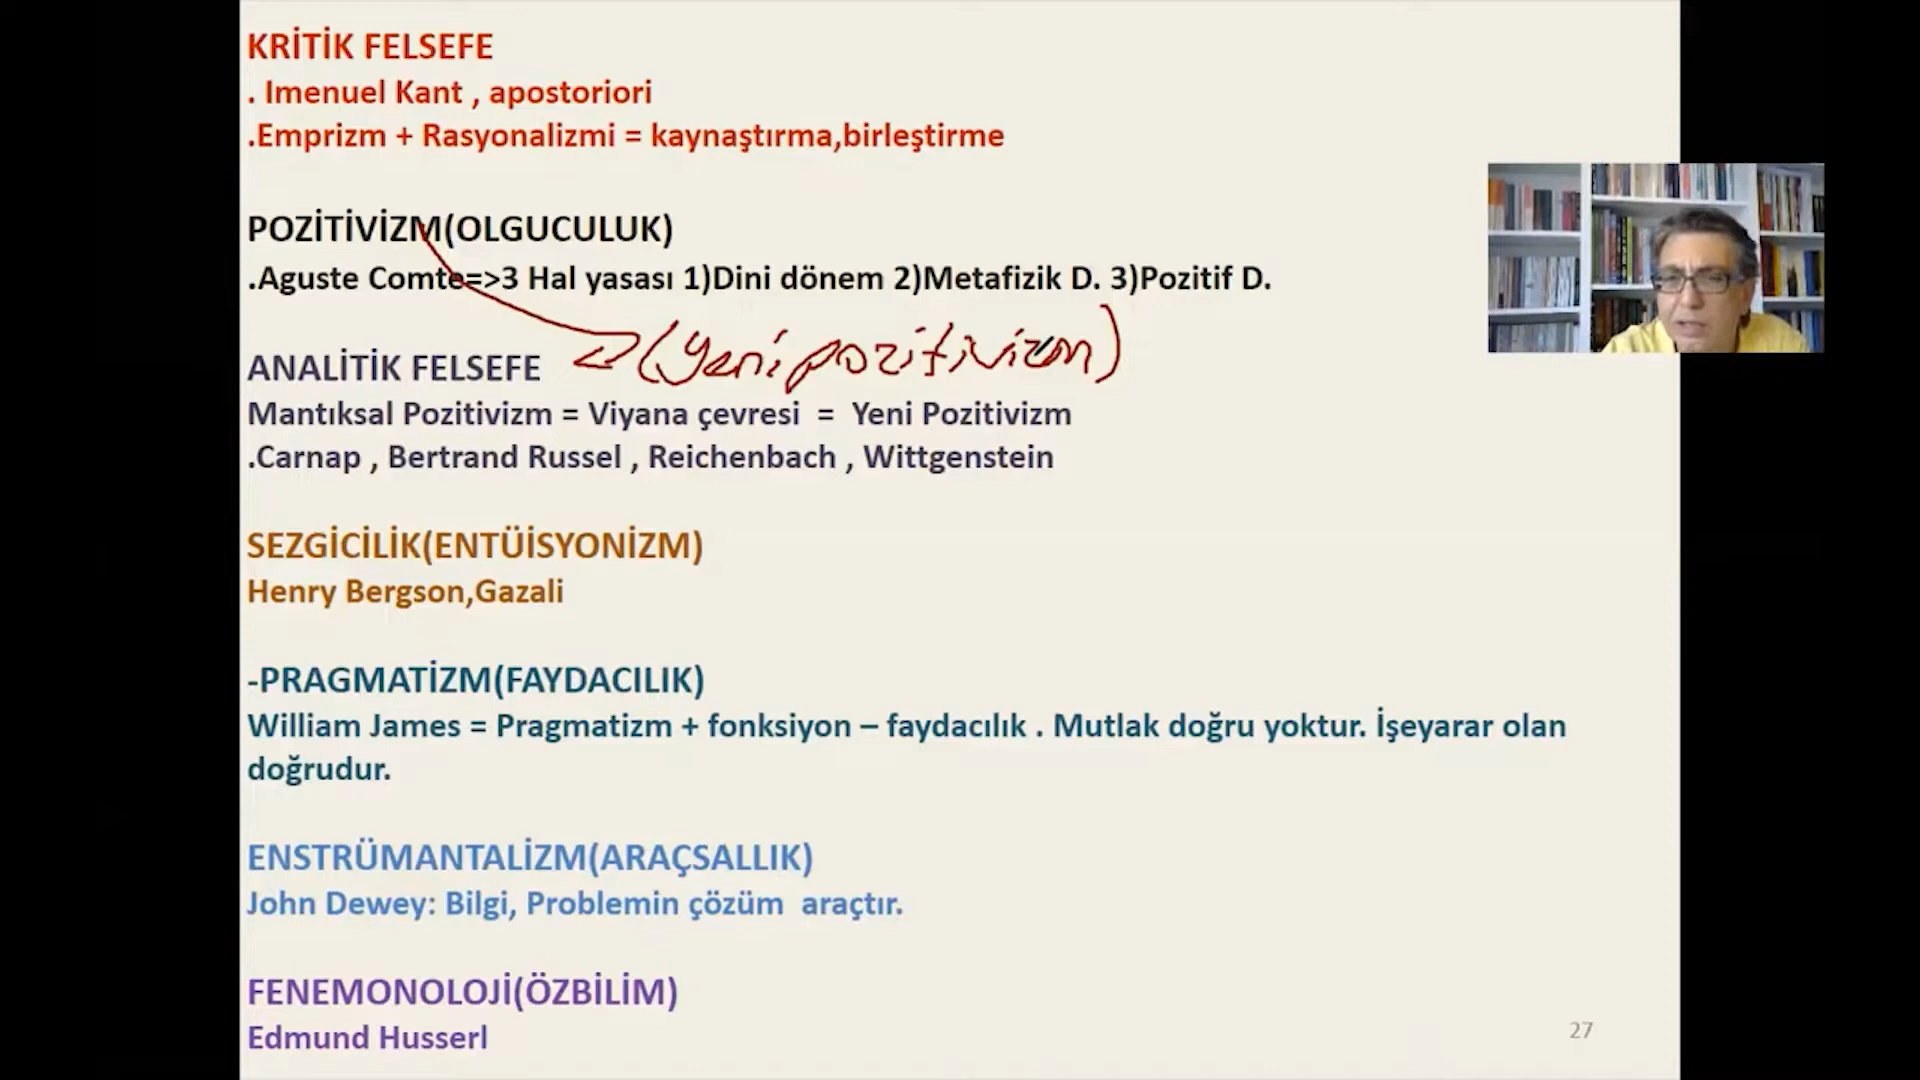 KRİTİK FELSEFE
. Imenuel Kant , apostoriori
.Emprizm + Rasyonalizmi = kaynaştırma,birleştirme
POZİTİVİZM(OLGUCULUK)
.Aguste Comte=>3 Hal yasası 1)Dini dönem 2)Metafizik D. 3)Pozitif D.
(yeni pozitivizm)
ANALİTİK FELSEFE
Mantıksal Pozitivizm = Viyana çevresi = Yeni Pozitivizm
.Carnap , Bertrand Russel , Reichenbach , Wittgenstein
SEZGİCİLİK(ENTÜİSYONİZM)
Henry Bergson,Gazali
-PRAGMATİZM(FAYDACILIK)
William James = Pragmatizm + fonksiyon – faydacılık . Mutlak doğru yoktur. İşeyarar olan
doğrudur.
ENSTRÜMANTALİZM(ARAÇSALLIK)
John Dewey: Bilgi, Problemin çözüm araçtır.
FENEMONOLOJİ(ÖZBİLİM)
Edmund Husserl
27